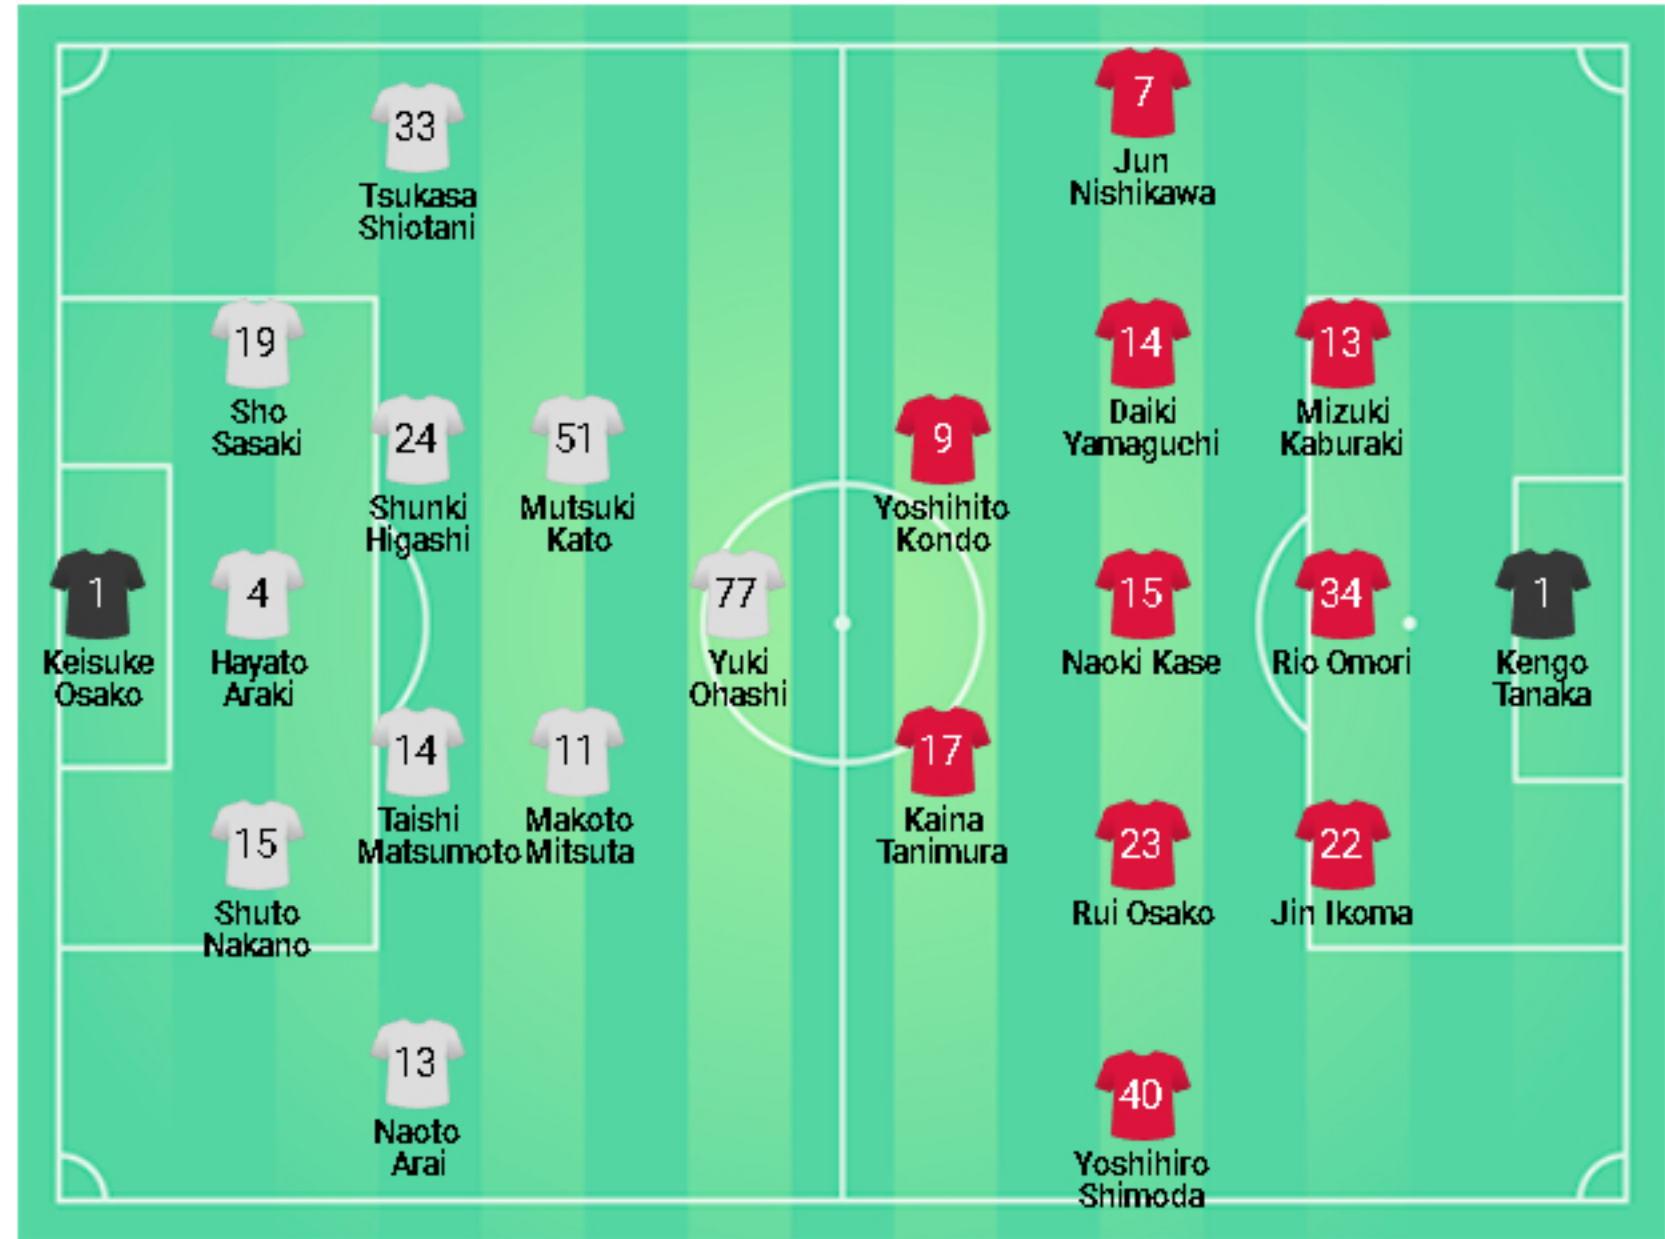 33
Tsukasa
Shiotani
19
Sho
Sasaki
24
Shunki
Higashi
51
Mutsuki
Kato
1
Keisuke
Osako
4
Hayato
Araki
77
Yuki
Ohashi
14
Taishi
Matsumoto
11
Makoto
Mitsuta
15
Shuto
Nakano
13
Naoto
Arai
7
Jun
Nishikawa
14
Daiki
Yamaguchi
13
Mizuki
Kaburaki
9
Yoshihito
Kondo
15
Naoki Kase
34
Rio Omori
1
Kengo
Tanaka
17
Kaina
Tanimura
23
Rui Osako
22
Jin Ikoma
40
Yoshihiro
Shimoda